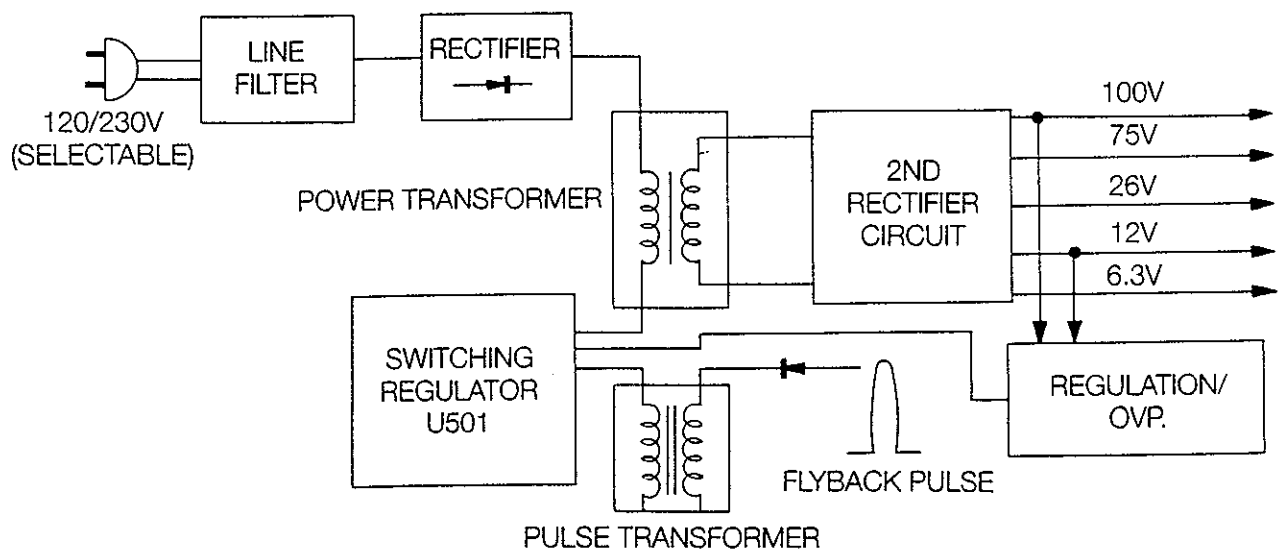 LINE
FILTER
RECTIFIER
120/230V
(SELECTABLE)
POWER TRANSFORMER
2ND
RECTIFIER
CIRCUIT
100V
75V
26V
12V
6.3V
SWITCHING
REGULATOR
U501
REGULATION/
OVP.
FLYBACK PULSE
PULSE TRANSFORMER